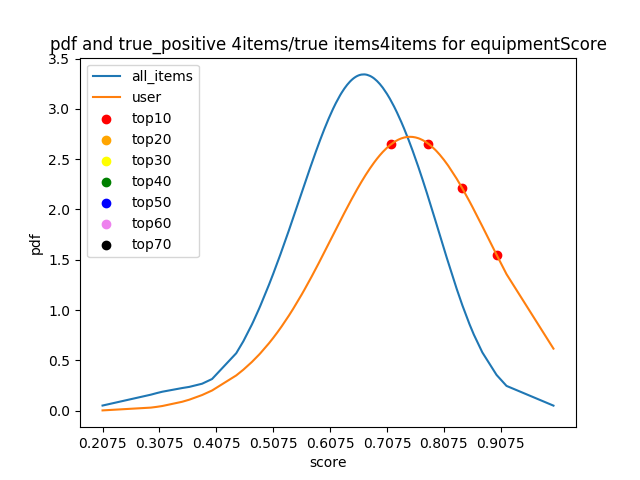 pdf and true_positive 4items/true items4items for equipmentScore
all_items
user
top10
top20
top30
top40
top50
top60
top70
pdf
3.5
3.0
2.5
2.0
1.5
1.0
0.5
0.0
0.2075 0.3075 0.4075 0.5075 0.6075 0.7075 0.8075 0.9075
score